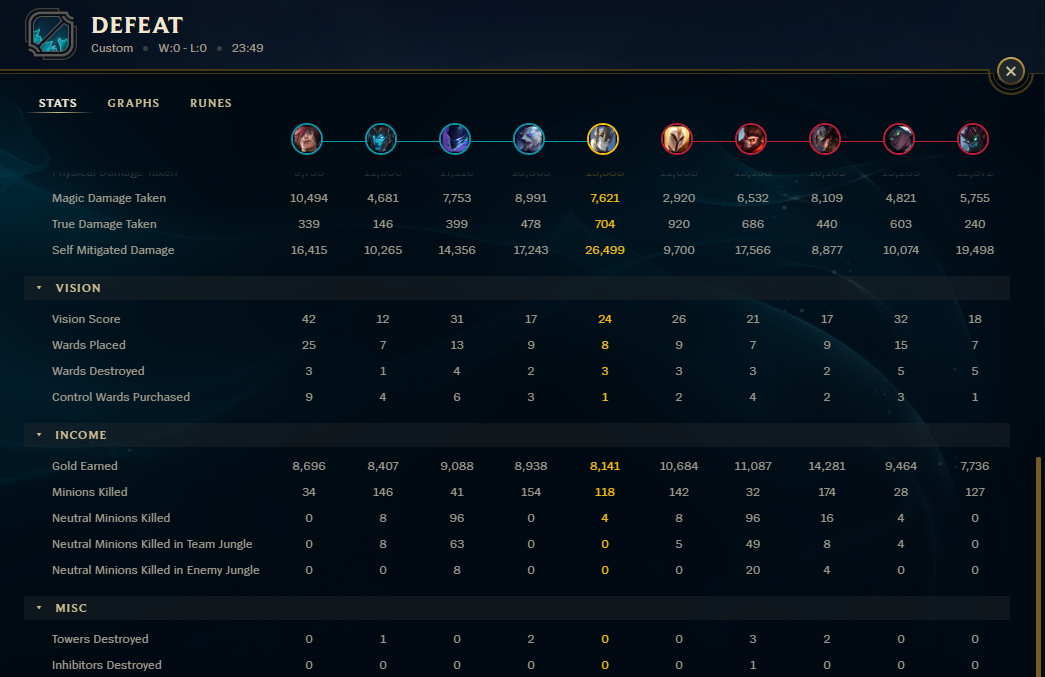 DEFEAT
Custom • W:0 - L:0 • 23:49
STATS GRAPHS RUNES
Physical Damage Taken
Magic Damage Taken 10,494 4,681 7,753 8,991 7,621 2,920 6,532 8,109 4,821 5,755
True Damage Taken 339 146 399 478 704 920 686 440 603 240
Self Mitigated Damage 16,415 10,265 14,356 17,243 26,499 9,700 17,566 8,877 10,074 19,498
VISION
Vision Score 42 12 31 17 24 26 21 17 32 18
Wards Placed 25 7 13 9 8 9 7 9 15 7
Wards Destroyed 3 1 4 2 3 3 3 2 5 5
Control Wards Purchased 9 4 6 3 1 2 4 2 3 1
INCOME
Gold Earned 8,696 8,407 9,088 8,938 8,141 10,684 11,087 14,281 9,464 7,736
Minions Killed 34 146 41 154 118 142 32 174 28 127
Neutral Minions Killed 0 8 96 0 4 8 96 16 4 0
Neutral Minions Killed in Team Jungle 0 8 63 0 0 5 49 8 4 0
Neutral Minions Killed in Enemy Jungle 0 0 8 0 0 0 20 4 0 0
MISC
Towers Destroyed 0 1 0 2 0 0 3 2 0 0
Inhibitors Destroyed 0 0 0 0 0 0 1 0 0 0